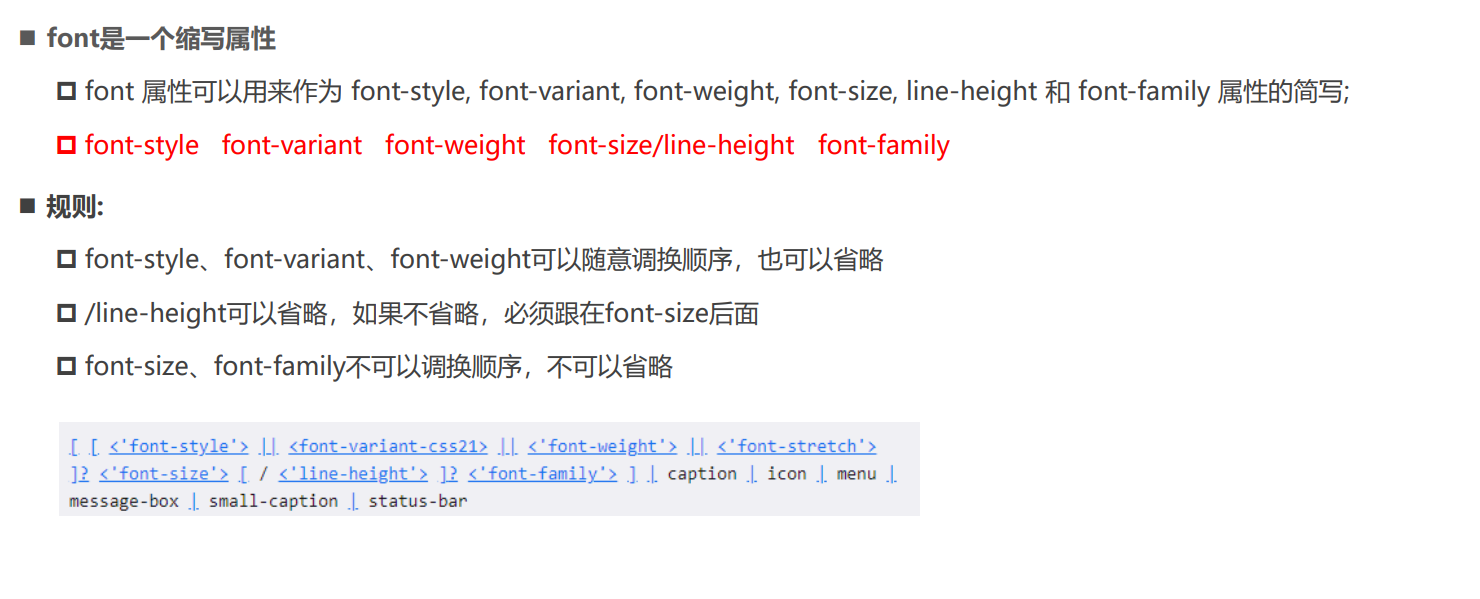 font是一个缩写属性
font 属性可以用来作为 font-style, font-variant, font-weight, font-size, line-height 和 font-family 属性的简写;
font-style font-variant font-weight font-size/line-height font-family
规则:
font-style、font-variant、font-weight可以随意调换顺序，也可以省略
/line-height可以省略，如果不省略，必须跟在font-size后面
font-size、font-family不可以调换顺序，不可以省略
[ [ <'font-style'> || <font-variant-css21> || <'font-weight'> || <'font-stretch'>
]? <'font-size'> [ / <'line-height'> ]? <'font-family'> ] | caption | icon | menu |
message-box | small-caption | status-bar